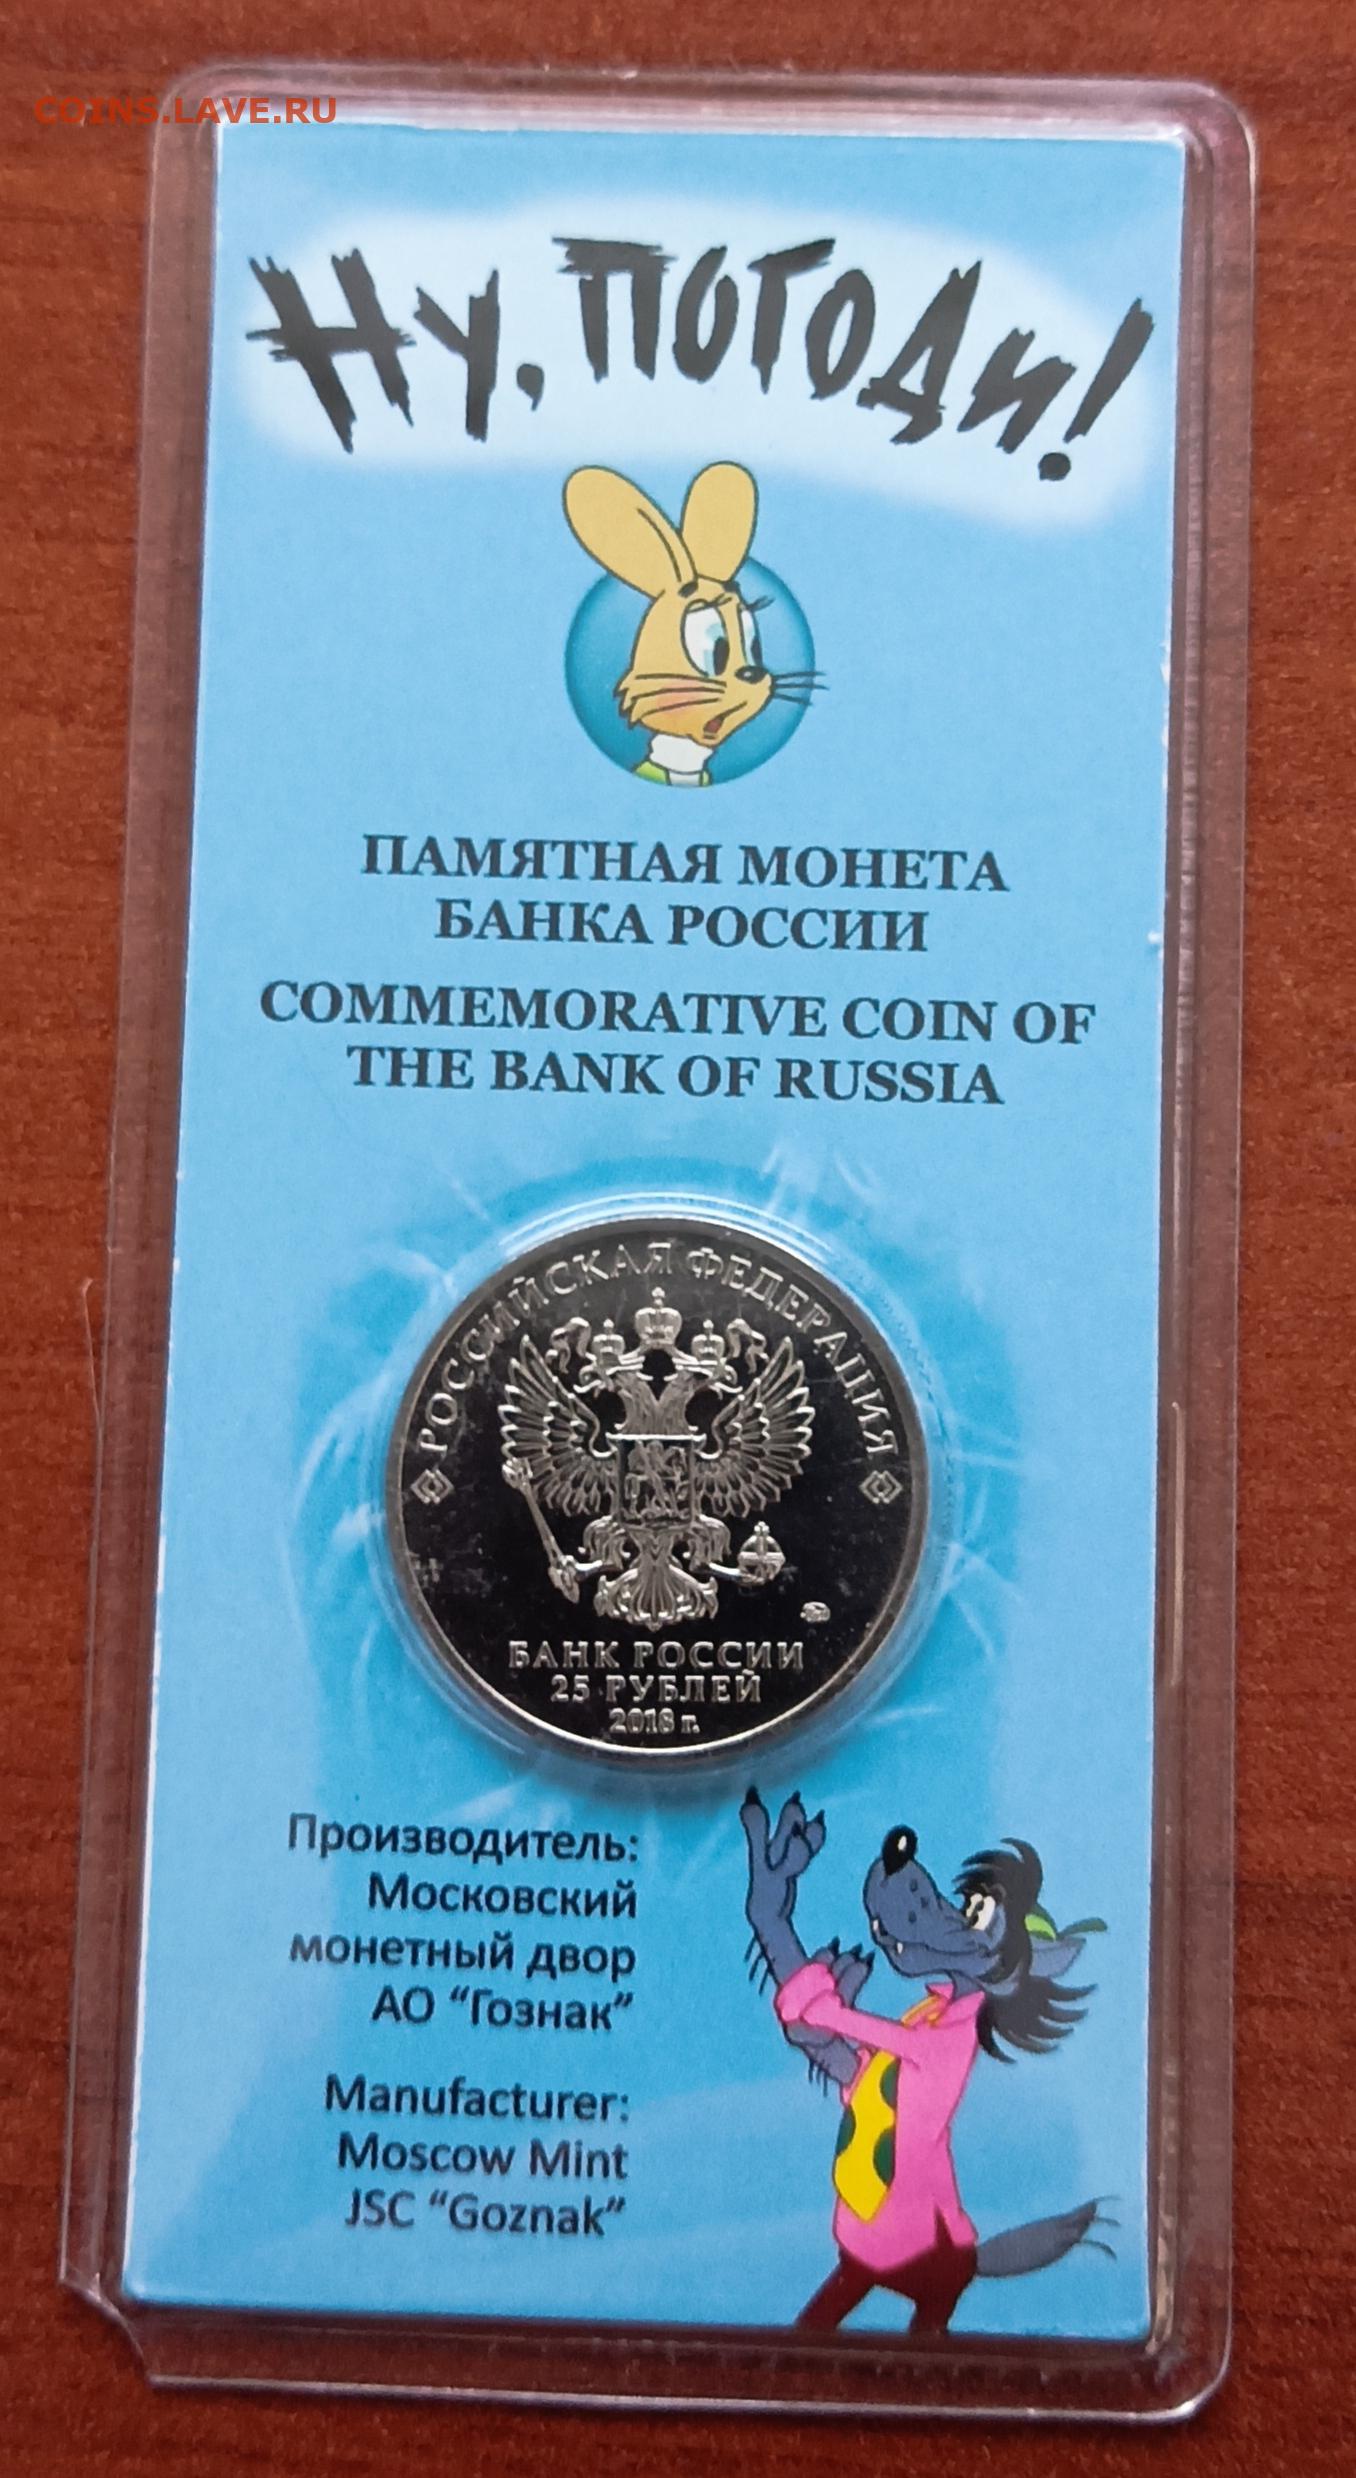 COINS.LAVE.RU
Ну, погоди!
ПАМЯТНАЯ МОНЕТА
БАНКА РОССИИ
COMMEMORATIVE COIN OF
THE BANK OF RUSSIA
РОССИЙСКАЯ ФЕДЕРАЦИЯ
БАНК РОССИИ
25 РУБЛЕЙ
2018 г.
Производитель:
Московский
монетный двор
АО “Гознак”
Manufacturer:
Moscow Mint
JSC “Goznak”